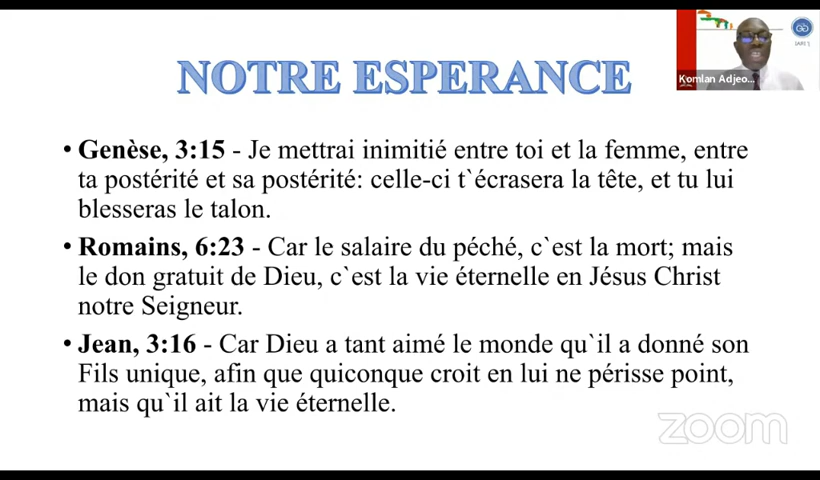 NOTRE ESPERANCE
Komlan Adjeo...
• Genèse, 3:15 - Je mettrai inimitié entre toi et la femme, entre
ta postérité et sa postérité: celle-ci t`écrasera la tête, et tu lui
blesseras le talon.
• Romains, 6:23 - Car le salaire du péché, c`est la mort; mais
le don gratuit de Dieu, c`est la vie éternelle en Jésus Christ
notre Seigneur.
• Jean, 3:16 - Car Dieu a tant aimé le monde qu`il a donné son
Fils unique, afin que quiconque croit en lui ne périsse point,
mais qu`il ait la vie éternelle.
zoom